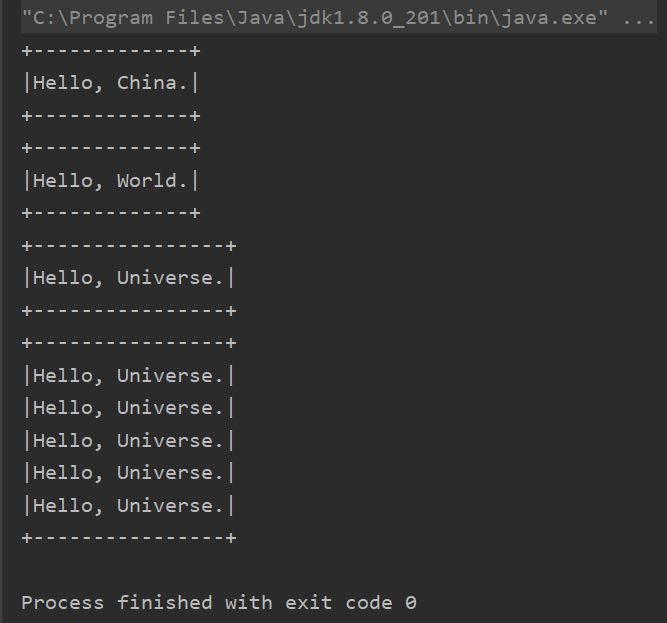 "C:\Program Files\Java\jdk1.8.0_201\bin\java.exe" ...
+-------------+
|Hello, China.|
+-------------+
+-------------+
|Hello, World.|
+-------------+
+----------------+
|Hello, Universe.|
+----------------+
+----------------+
|Hello, Universe.|
|Hello, Universe.|
|Hello, Universe.|
|Hello, Universe.|
|Hello, Universe.|
+----------------+
Process finished with exit code 0